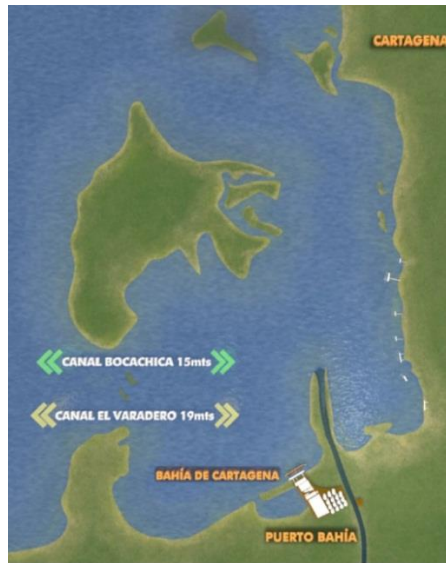 CARTAGENA
CANAL BOCACHICA 15mts
CANAL EL VARADERO 19mts
BAHÍA DE CARTAGENA
PUERTO BAHÍA